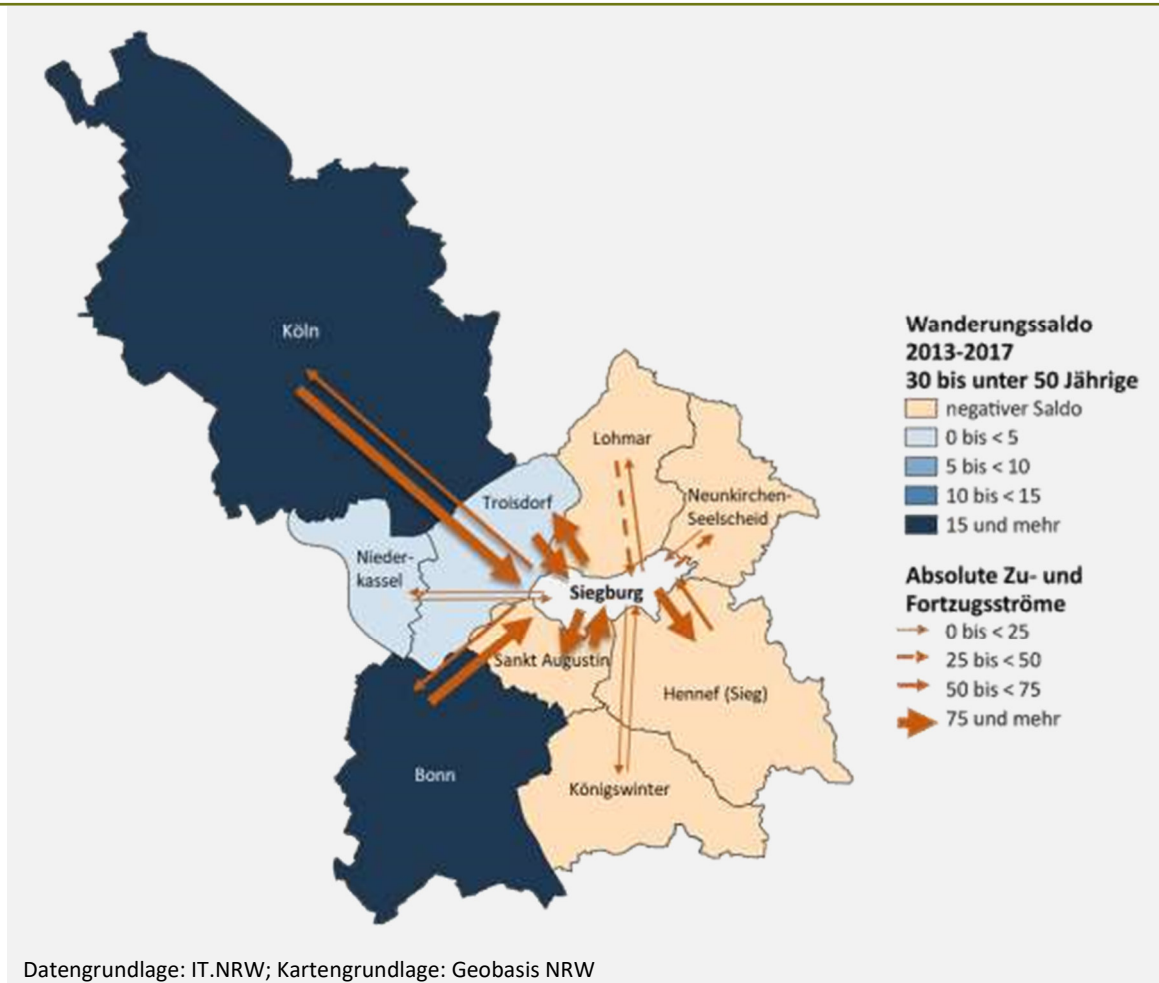 Köln
Lohmar
Troisdorf
Neunkirchen-
Seelscheid
Nieder-
kassel
Siegburg
Sankt Augustin
Hennef (Sieg)
Bonn
Königswinter
Wanderungssaldo
2013-2017
30 bis unter 50 Jährige
negativer Saldo
0 bis < 5
5 bis < 10
10 bis < 15
15 und mehr
Absolute Zu- und
Fortzugsströme
0 bis < 25
25 bis < 50
50 bis < 75
75 und mehr
Datengrundlage: IT.NRW; Kartengrundlage: Geobasis NRW